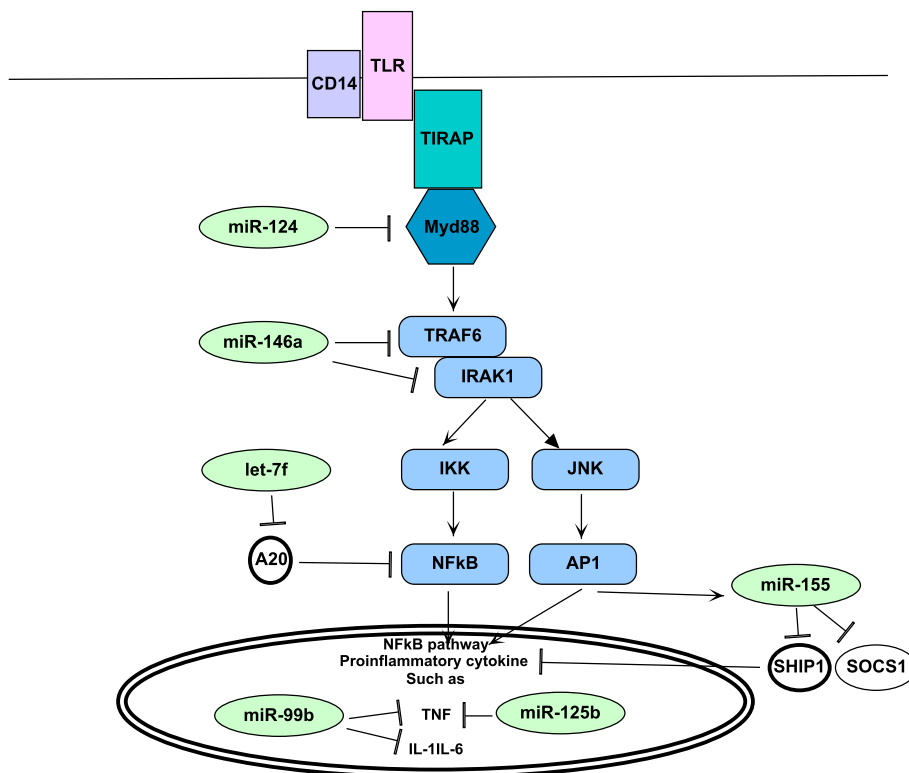 TLR
CD14
TIRAP
miR-124
Myd88
miR-146a
TRAF6
IRAK1
let-7f
IKK
JNK
A20
NFkB
AP1
miR-155
NFkB pathway
Proinflammatory cytokine
Such as
SHIP1
SOCS1
miR-99b
TNF
miR-125b
IL-1IL-6